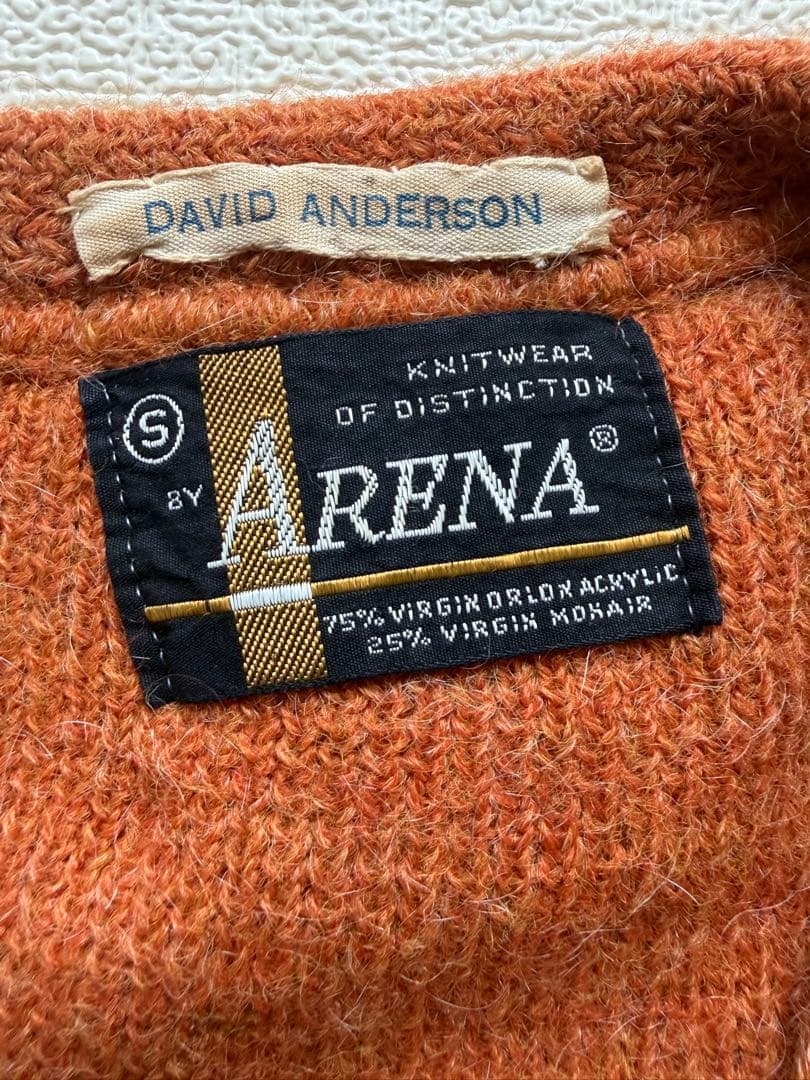 DAVID ANDERSON
KNITWEAR
OF DISTINCTION
S
BY ARENA®
75% VIRGIN ORLON ACRYLIC
25% VIRGIN MOHAIR